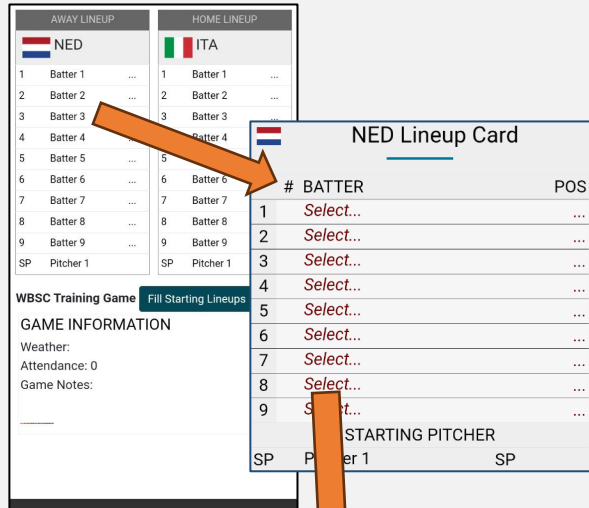 AWAY LINEUP
HOME LINEUP
NED
ITA
1 Batter 1 ...
2 Batter 2 ...
3 Batter 3
4 Batter 4
5 Batter 5 ...
6 Batter 6 ...
7 Batter 7 ...
8 Batter 8 ...
9 Batter 9 ...
SP Pitcher 1
1 Batter 1 ...
2 Batter 2 ...
3 Batter 3 ...
4 Batter 4
5
6 Batter 6
7 Batter 7
8 Batter 8
9 Batter 9
SP Pitcher 1
WBSC Training Game Fill Starting Lineups
GAME INFORMATION
Weather:
Attendance: 0
Game Notes:
NED Lineup Card
# BATTER POS
1 Select... ...
2 Select... ...
3 Select... ...
4 Select... ...
5 Select... ...
6 Select... ...
7 Select... ...
8 Select... ...
9 Select... ...
STARTING PITCHER
SP Pitcher 1 SP